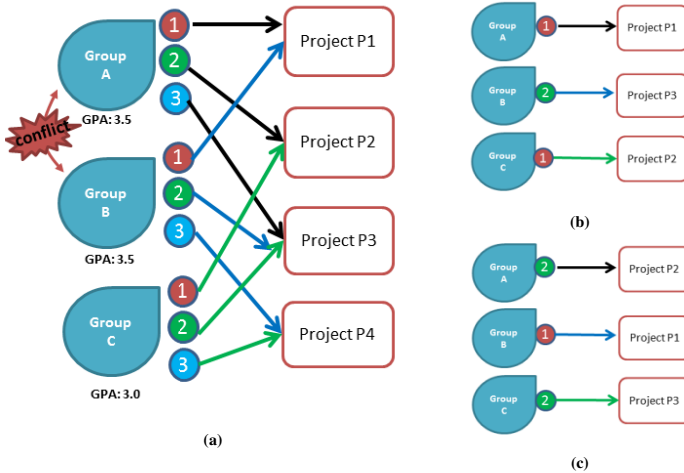 Group
A
1
2
3
GPA: 3.5
conflict
Group
B
1
2
3
GPA: 3.5
Group
C
1
2
3
GPA: 3.0
Project P1
Project P2
Project P3
Project P4
(a)
Group
A
1
Project P1
Group
B
2
Project P3
Group
C
1
Project P2
(b)
Group
A
2
Project P2
Group
B
1
Project P1
Group
C
2
Project P3
(c)